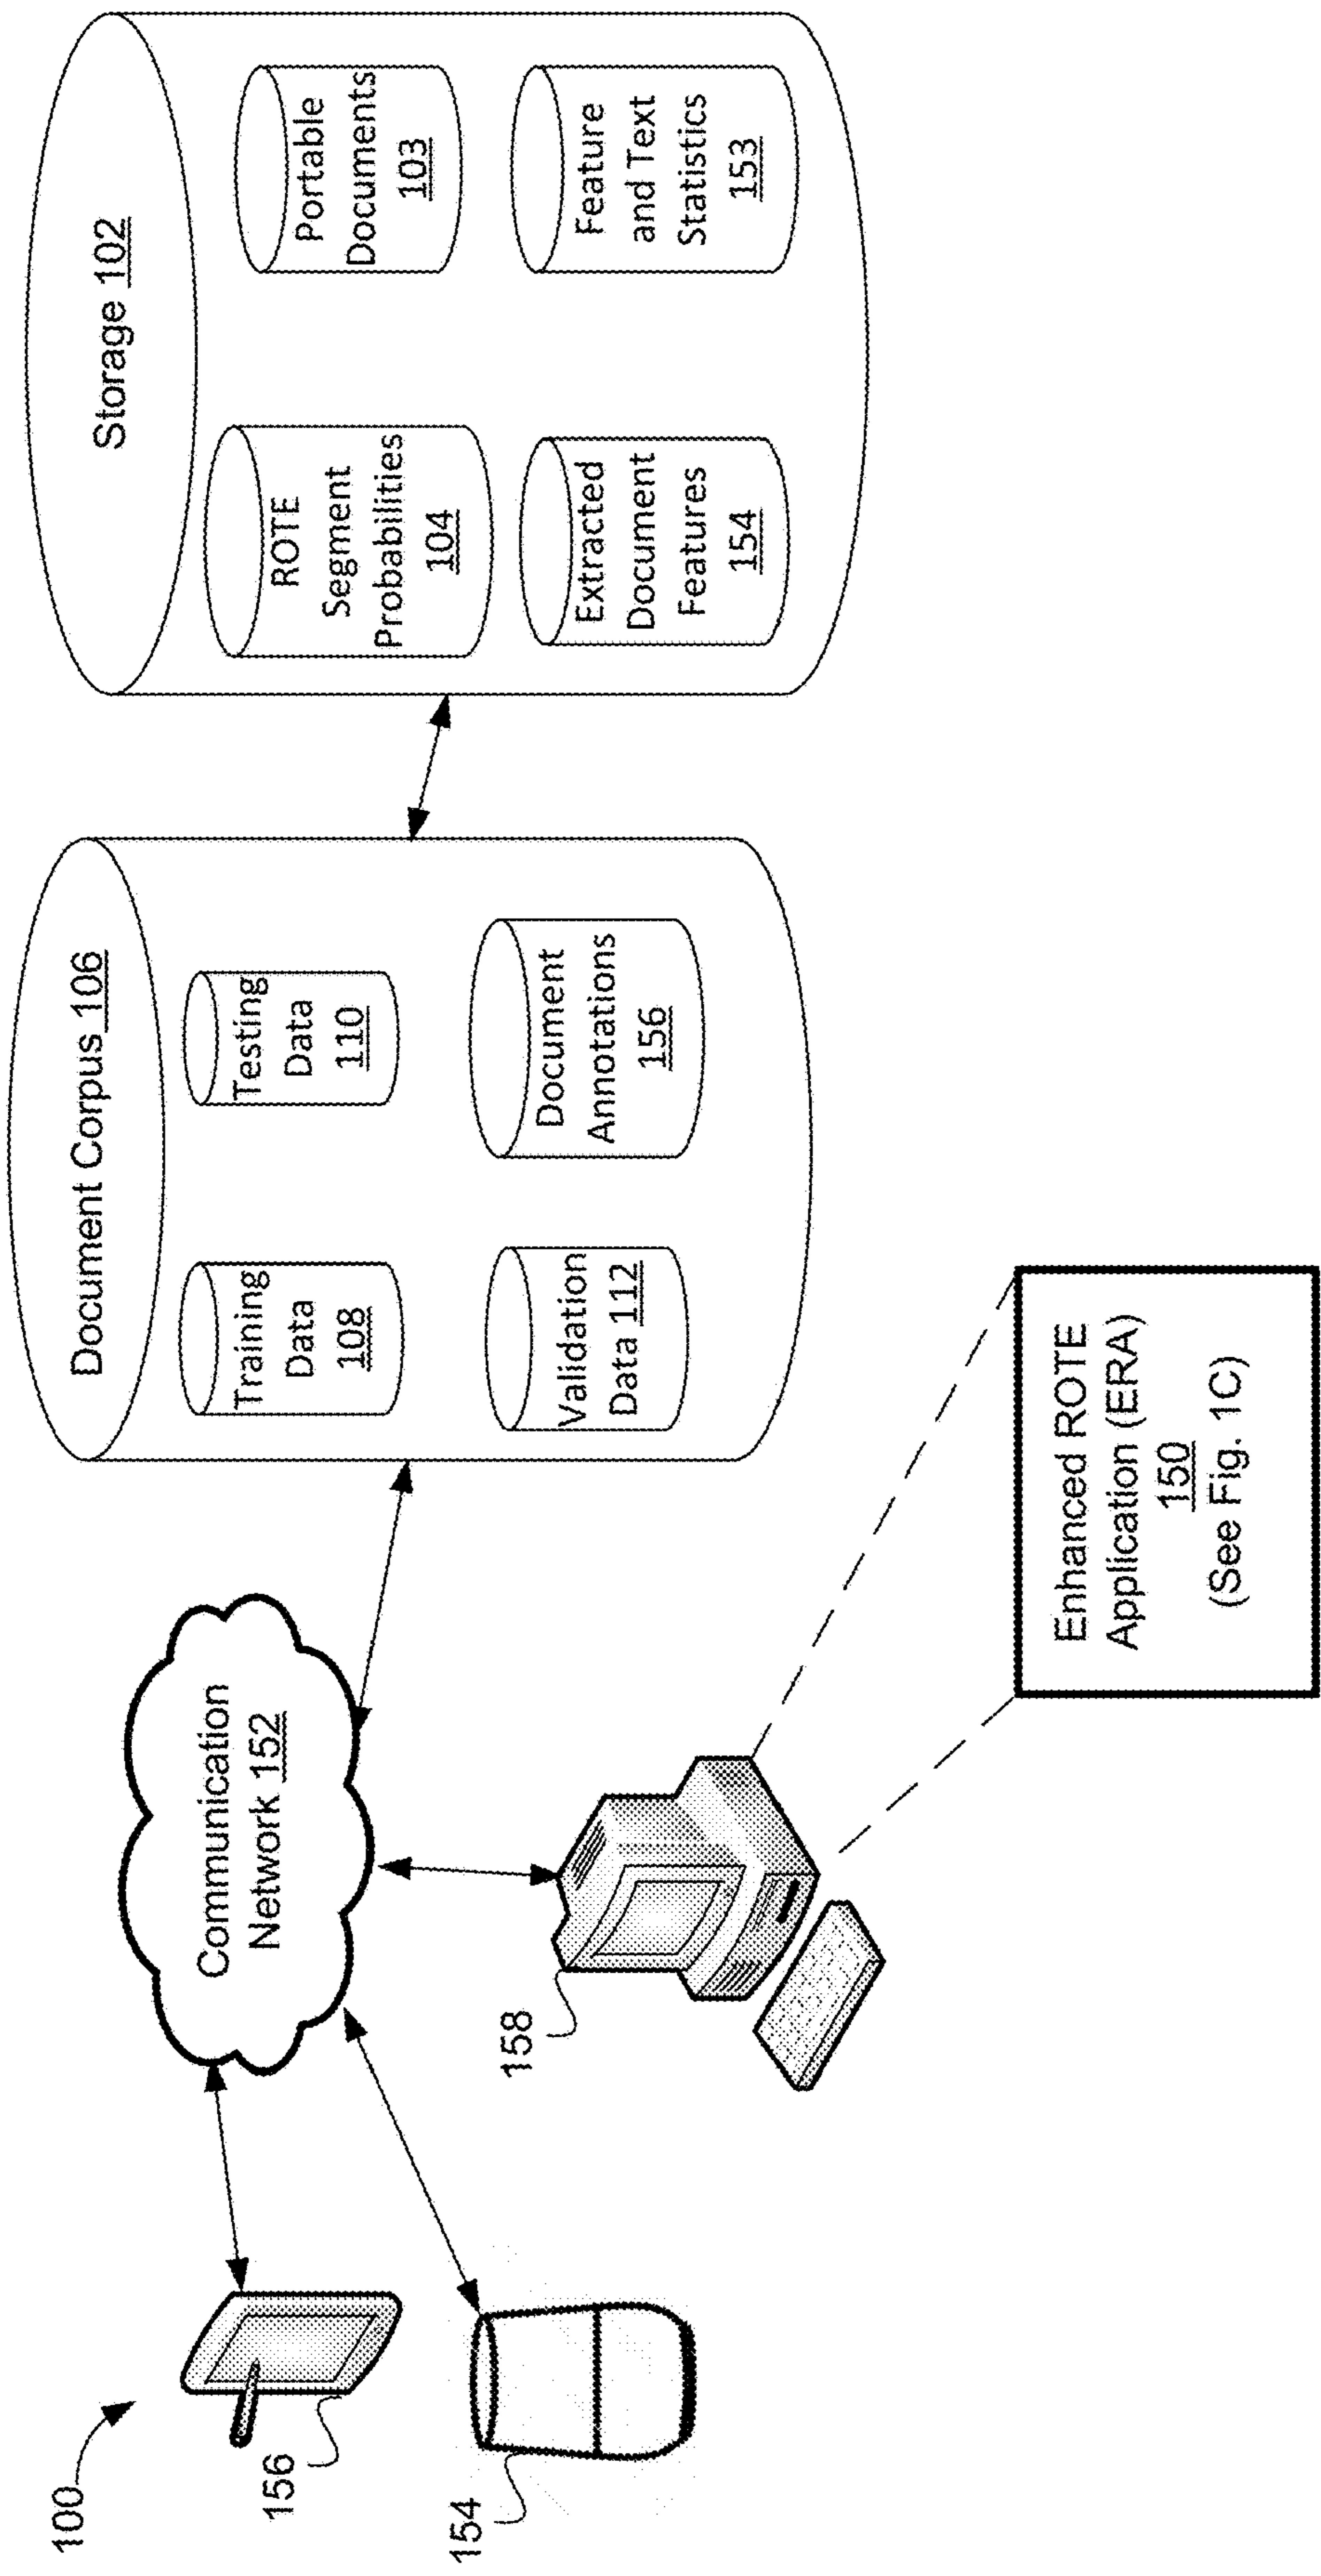 100
156
154
Communication
Network 152
158
Enhanced ROTE
Application (ERA)
150
(See Fig. 1C)
Document Corpus 106
Training
Data
108
Testing
Data
110
Validation
Data 112
Document
Annotations
156
Storage 102
ROTE
Segment
Probabilities
104
Portable
Documents
103
Extracted
Document
Features
154
Feature
and Text
Statistics
153